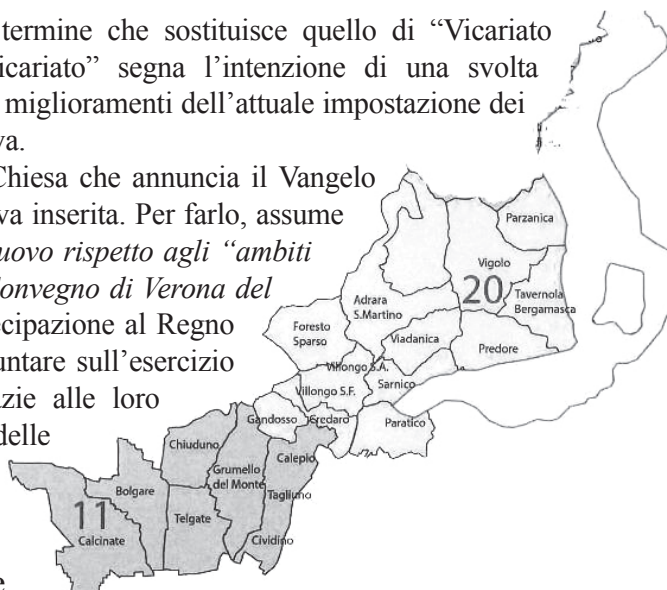 termine che sostituisce quello di “Vicariato
icariato” segna l’intenzione di una svolta
miglioramenti dell’attuale impostazione dei
va.
Chiesa che annuncia il Vangelo
va inserita. Per farlo, assume
uovo rispetto agli “ambiti
Convegno di Verona del
ecipazione al Regno
untare sull’esercizio
azie alle loro
delle
e
Parzanica
Vigolo
20
Tavernola
Bergamasca
Adrara
S.Martino
Foresto
Sparso
Viadanica
Predore
Villongo S.A.
Sarnico
Villongo S.F.
Gandosso
Credaro
Paratico
Chiuduno
Calepio
Grumello
del Monte
Tagliuno
Bolgare
11
Telgate
Calcinate
Cividino